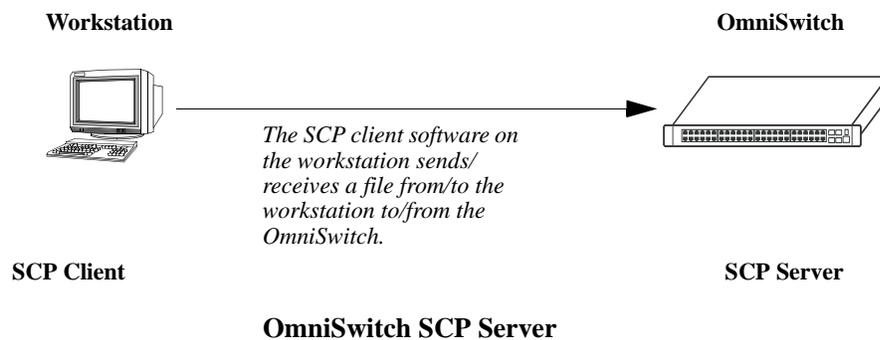 Workstation
OmniSwitch
The SCP client software on
the workstation sends/
receives a file from/to the
workstation to/from the
OmniSwitch.
SCP Client
SCP Server
OmniSwitch SCP Server